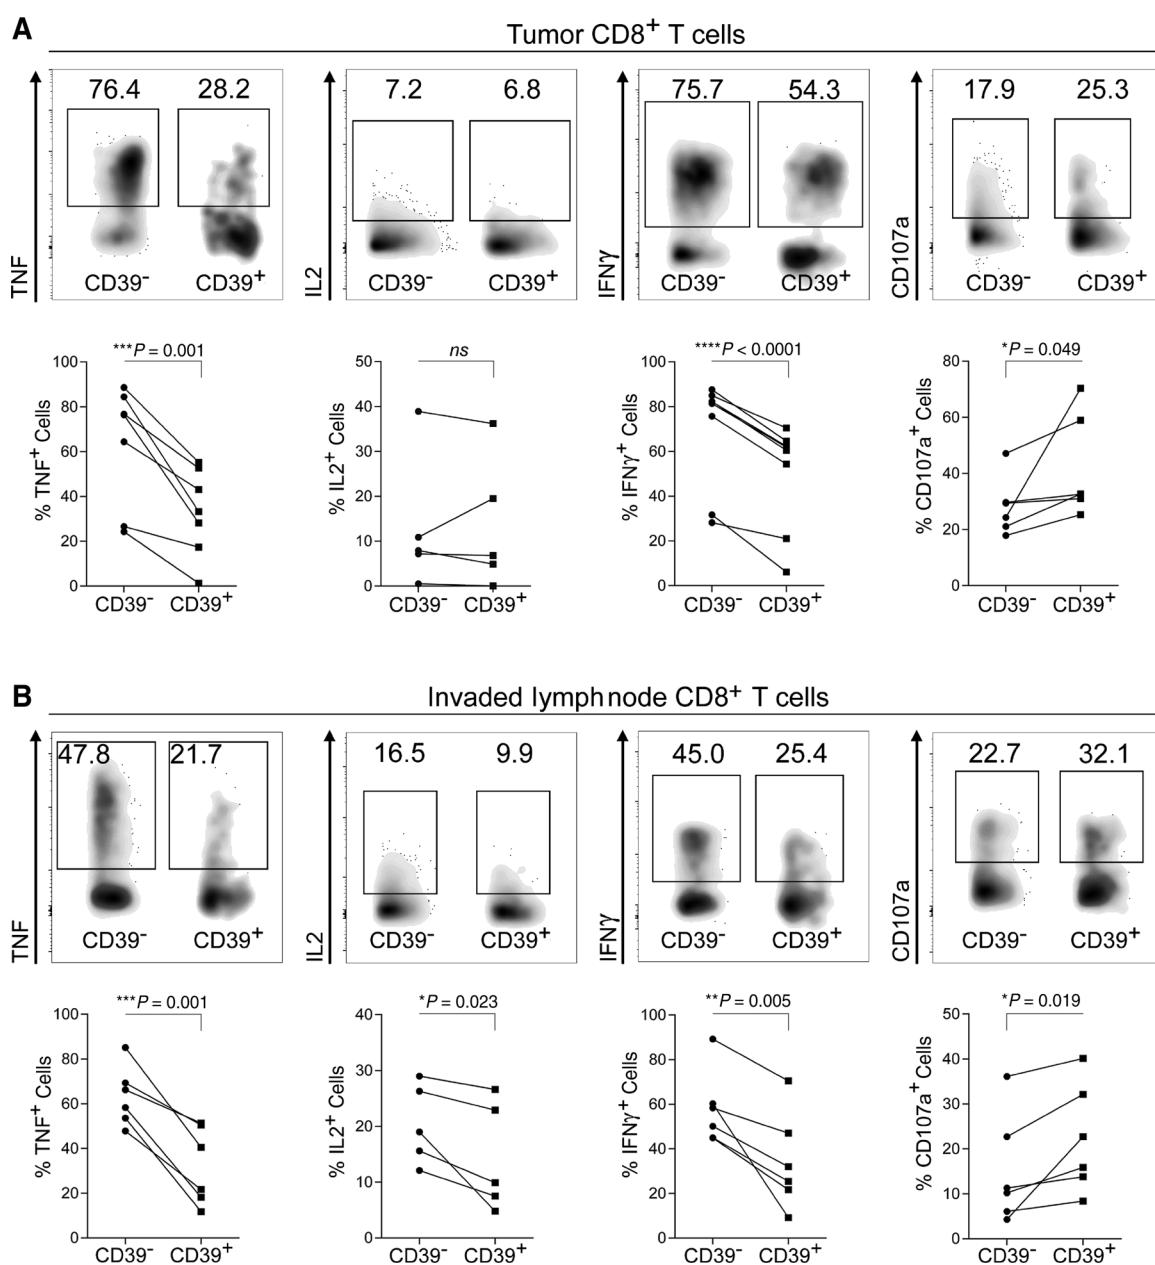 A
Tumor CD8+ T cells
76.4 28.2
7.2 6.8
75.7 54.3
17.9 25.3
TNF
IL2
IFNγ
CD107a
CD39- CD39+
CD39- CD39+
CD39- CD39+
CD39- CD39+
***P = 0.001
ns
****P < 0.0001
*P = 0.049
% TNF+ Cells
100
80
60
40
20
0
CD39- CD39+
% IL2+ Cells
50
40
30
20
10
0
CD39- CD39+
% IFNγ+ Cells
100
80
60
40
20
0
CD39- CD39+
% CD107a+ Cells
80
60
40
20
0
CD39- CD39+
B
Invaded lymph node CD8+ T cells
47.8 21.7
16.5 9.9
45.0 25.4
22.7 32.1
TNF
IL2
IFNγ
CD107a
CD39- CD39+
CD39- CD39+
CD39- CD39+
CD39- CD39+
***P = 0.001
*P = 0.023
**P = 0.005
*P = 0.019
% TNF+ Cells
100
80
60
40
20
0
CD39- CD39+
% IL2+ Cells
40
30
20
10
0
CD39- CD39+
% IFNγ+ Cells
100
80
60
40
20
0
CD39- CD39+
% CD107a+ Cells
50
40
30
20
10
0
CD39- CD39+